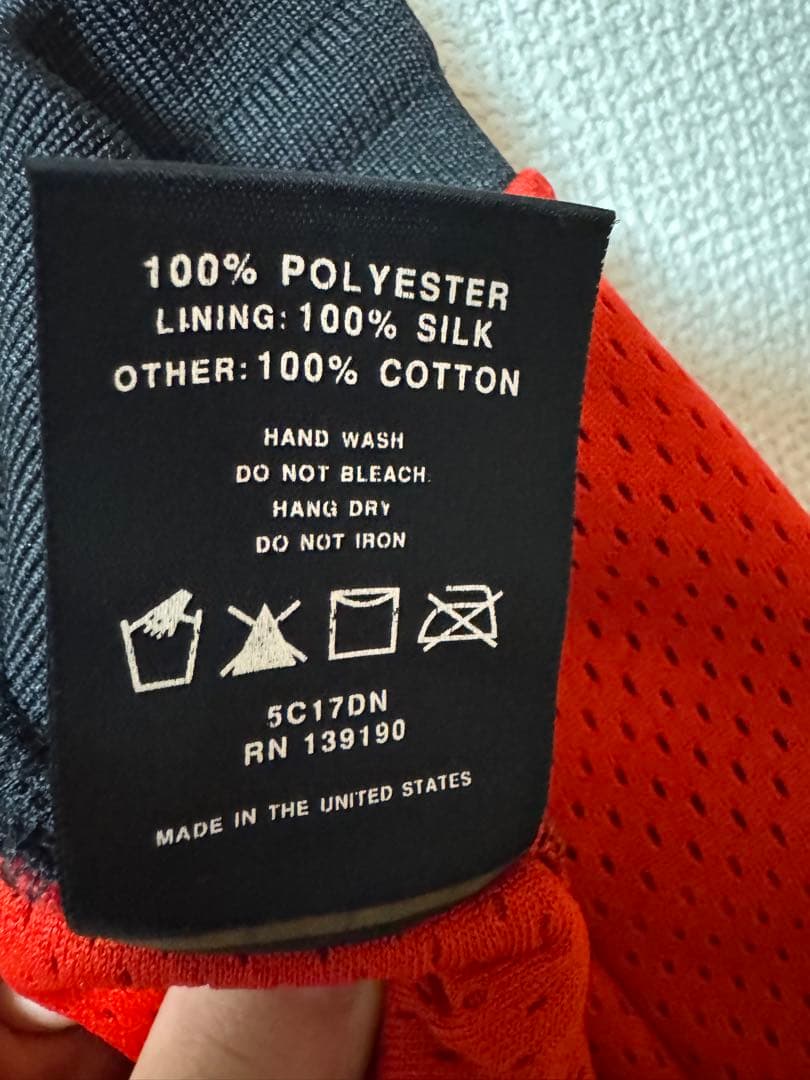 100% POLYESTER
LINING: 100% SILK
OTHER: 100% COTTON
HAND WASH
DO NOT BLEACH
HANG DRY
DO NOT IRON
5C17DN
RN 139190
MADE IN THE UNITED STATES